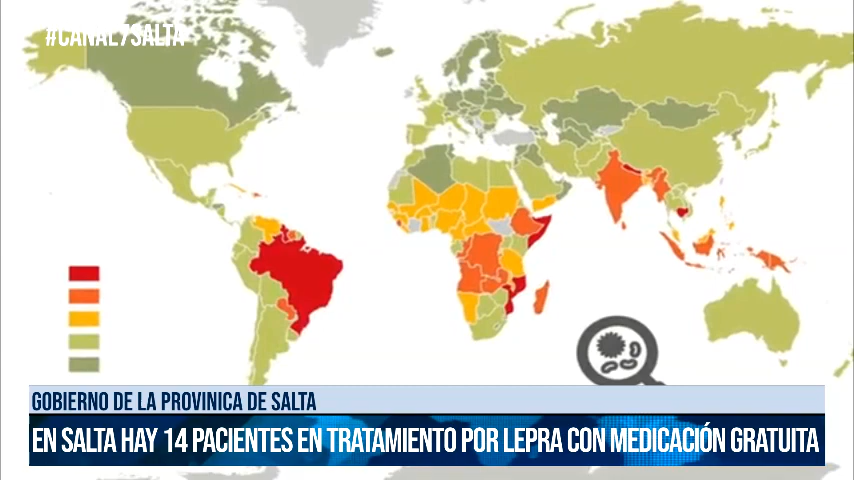 #CANAL7SALTA
GOBIERNO DE LA PROVINICA DE SALTA
EN SALTA HAY 14 PACIENTES EN TRATAMIENTO POR LEPRA CON MEDICACIÓN GRATUITA